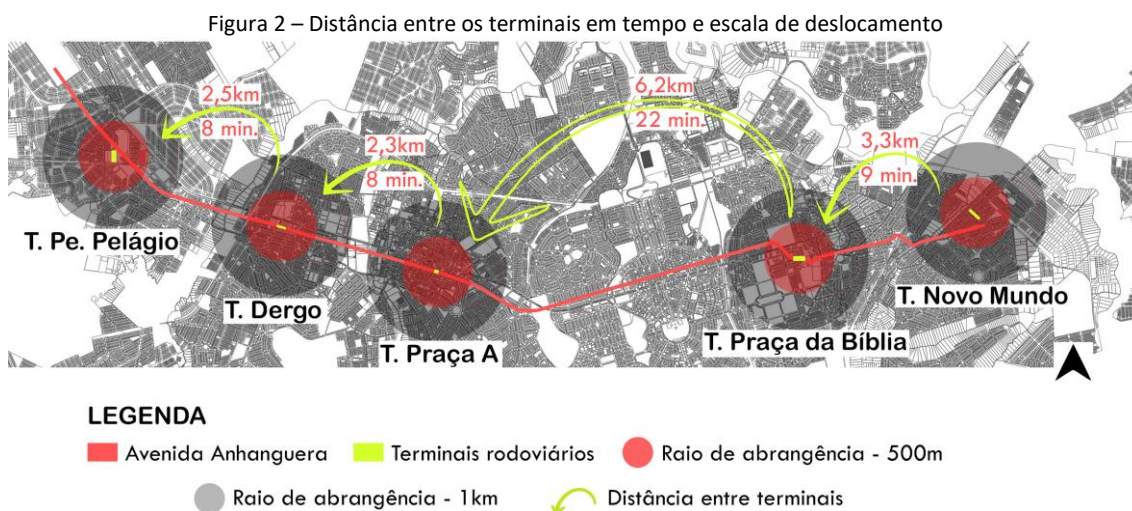 Figura 2 – Distância entre os terminais em tempo e escala de deslocamento
2,5km
8 min.
2,3km
8 min.
6,2km
22 min.
3,3km
9 min.
T. Pe. Pelágio
T. Dergo
T. Praça A
T. Praça da Bíblia
T. Novo Mundo
LEGENDA
Avenida Anhanguera
Terminais rodoviários
Raio de abrangência - 500m
Raio de abrangência - 1km
Distância entre terminais